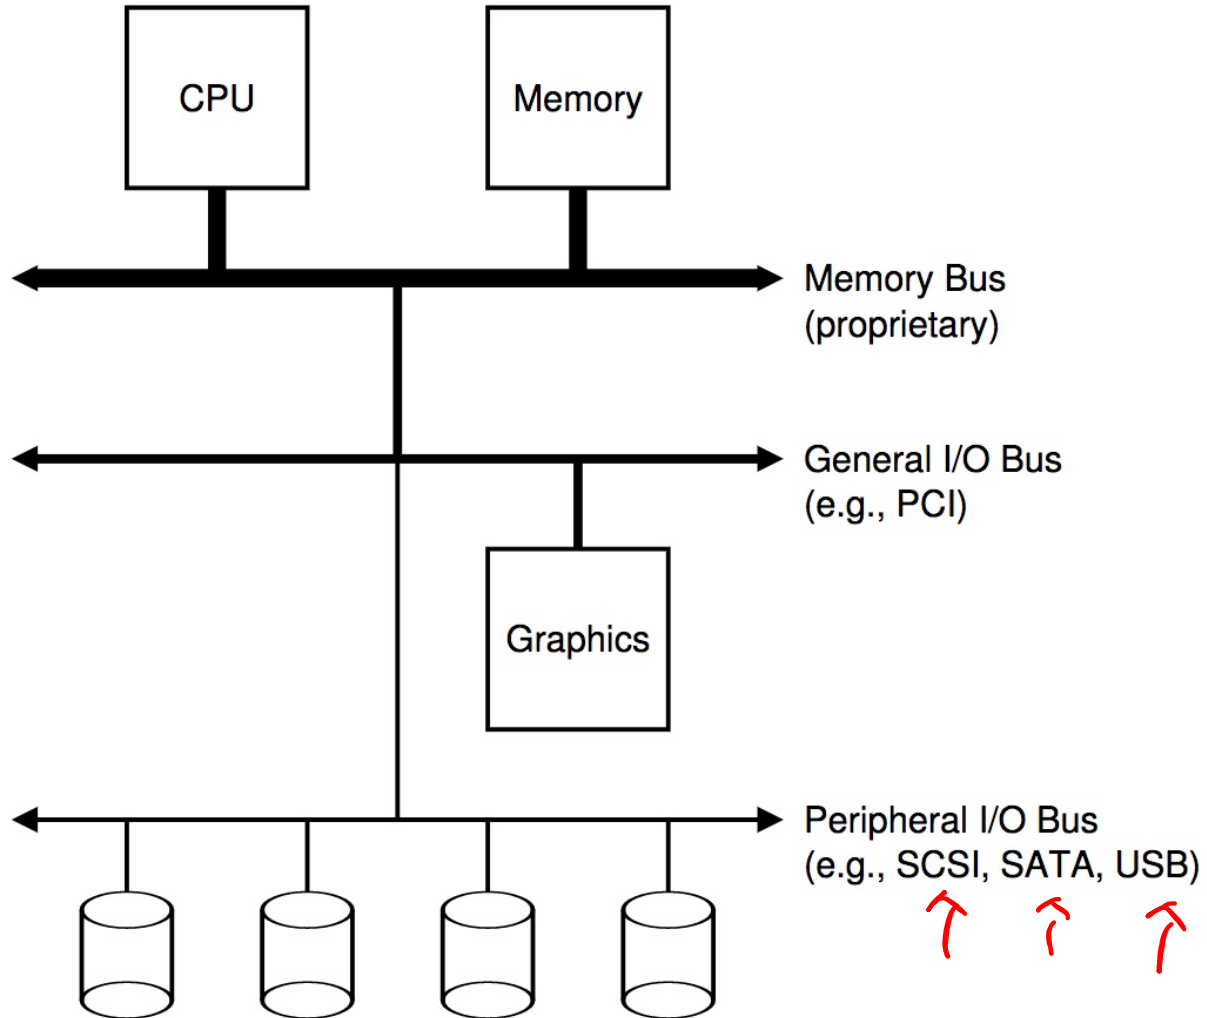 CPU
Memory
Memory Bus
(proprietary)
General I/O Bus
(e.g., PCI)
Graphics
Peripheral I/O Bus
(e.g., SCSI, SATA, USB)